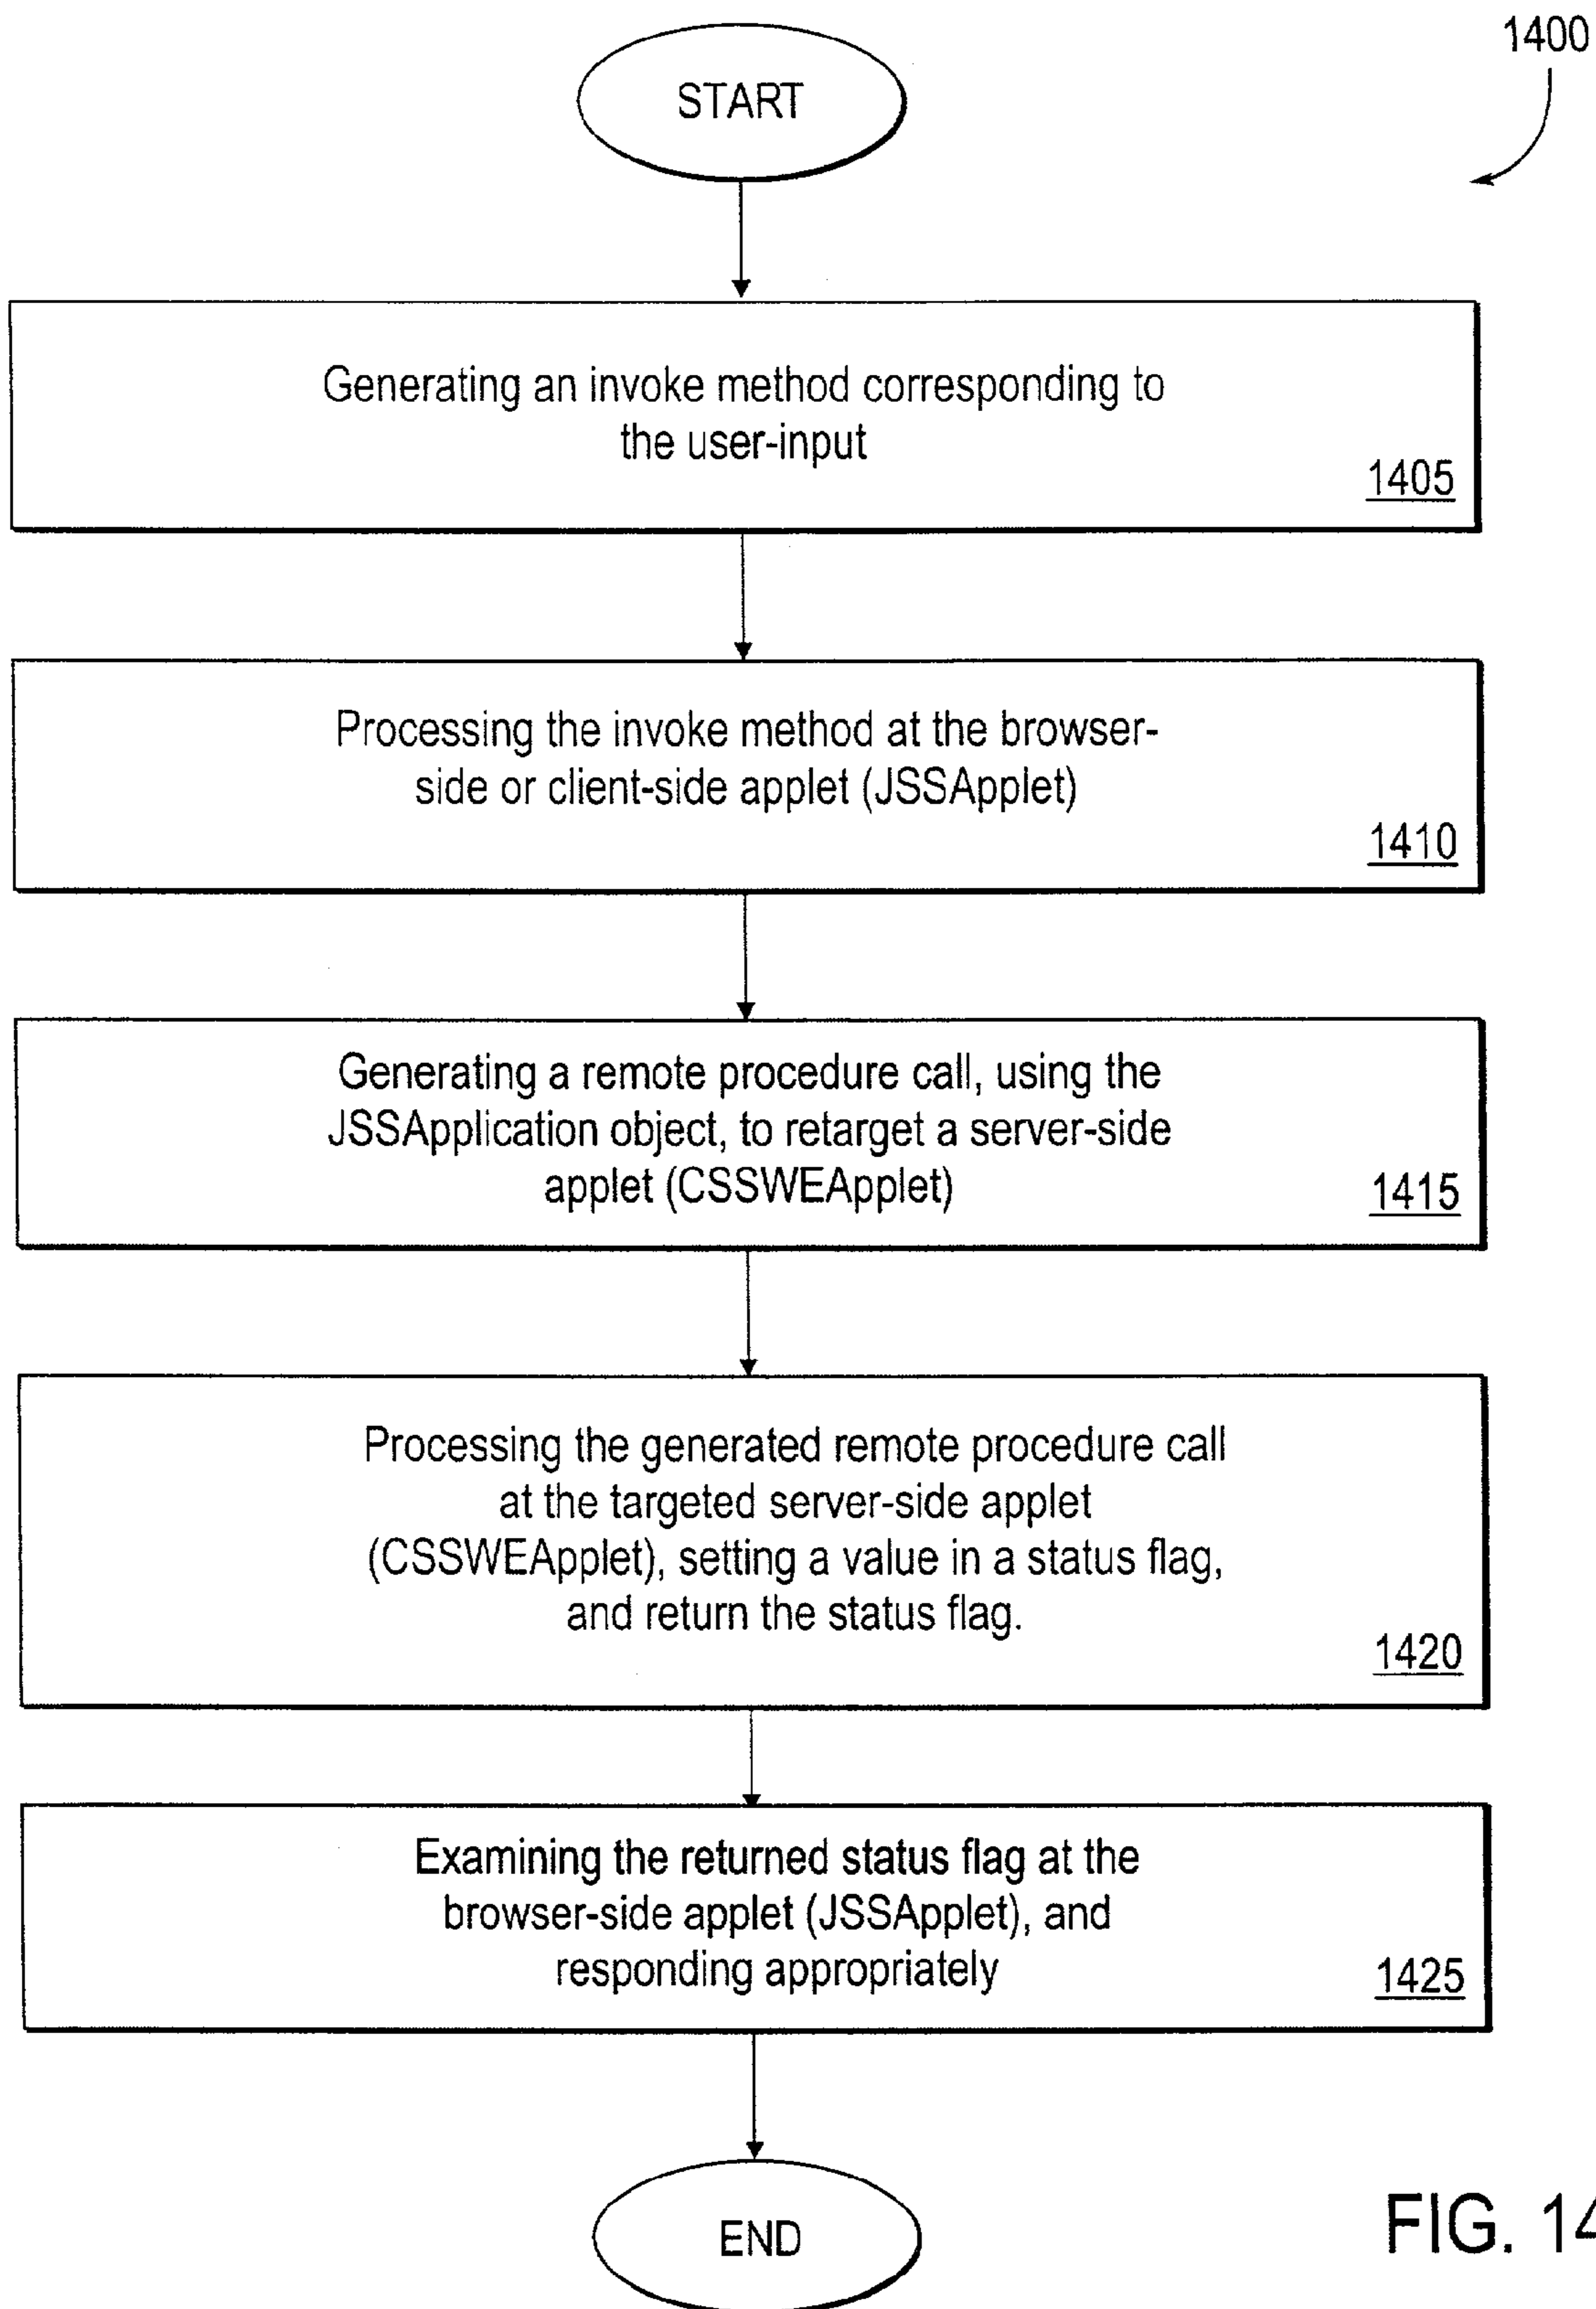 1400
START
Generating an invoke method corresponding to
the user-input
1405
Processing the invoke method at the browser-
side or client-side applet (JSSApplet)
1410
Generating a remote procedure call, using the
JSSApplication object, to retarget a server-side
applet (CSSWEApplet)
1415
Processing the generated remote procedure call
at the targeted server-side applet
(CSSWEApplet), setting a value in a status flag,
and return the status flag.
1420
Examining the returned status flag at the
browser-side applet (JSSApplet), and
responding appropriately
1425
END
FIG. 14